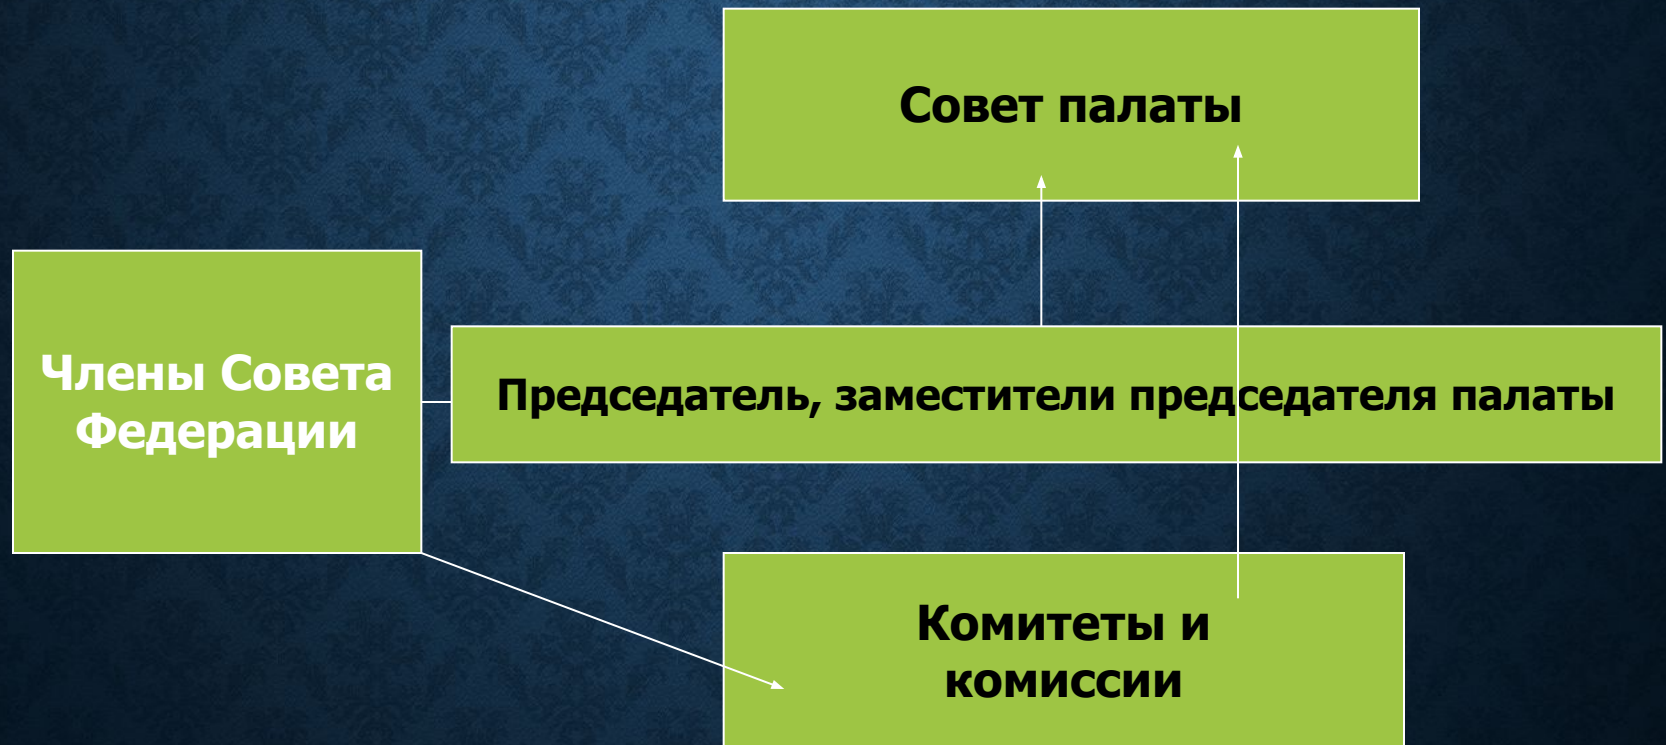 Совет палаты
Члены Совета
Федерации
Председатель, заместители председателя палаты
Комитеты и
комиссии